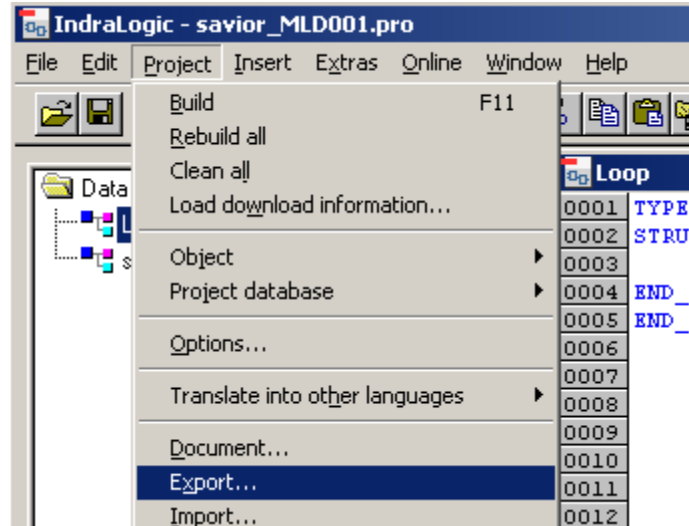 IndraLogic - savior_MLD001.pro
File Edit Project Insert Extras Online Window Help
Build F11
Rebuild all
Clean all
Load download information...
Object
Project database
Options...
Translate into other languages
Document...
Export...
Import...
Data
L
s
Loop
0001 TYPE
0002 STRU
0003
0004 END_
0005 END_
0006
0007
0008
0009
0010
0011
0012